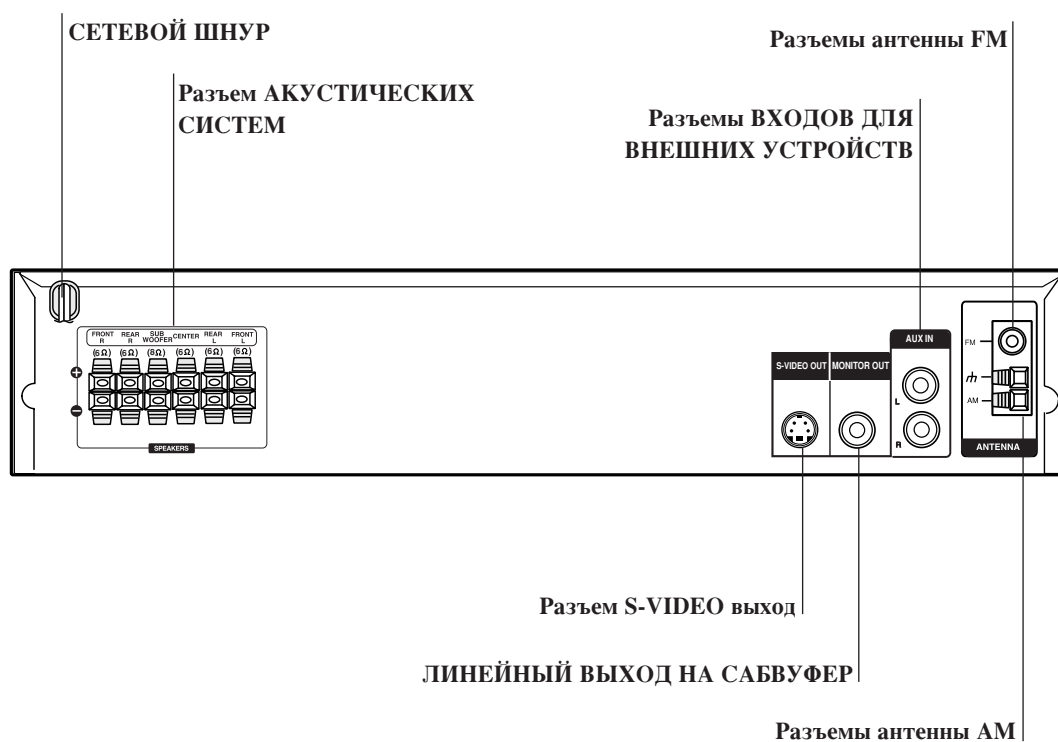 СЕТЕВОЙ ШНУР
Разъемы антенны FM
Разъем АКУСТИЧЕСКИХ
СИСТЕМ
Разъемы ВХОДОВ ДЛЯ
ВНЕШНИХ УСТРОЙСТВ
FRONT R REAR R SUB WOOFER CENTER REAR L FRONT L
(6Ω) (6Ω) (8Ω) (6Ω) (6Ω) (6Ω)
+
−
SPEAKERS
S-VIDEO OUT
MONITOR OUT
AUX IN
L
R
FM
AM
ANTENNA
Разъем S-VIDEO выход
ЛИНЕЙНЫЙ ВЫХОД НА САБВУФЕР
Разъемы антенны AM